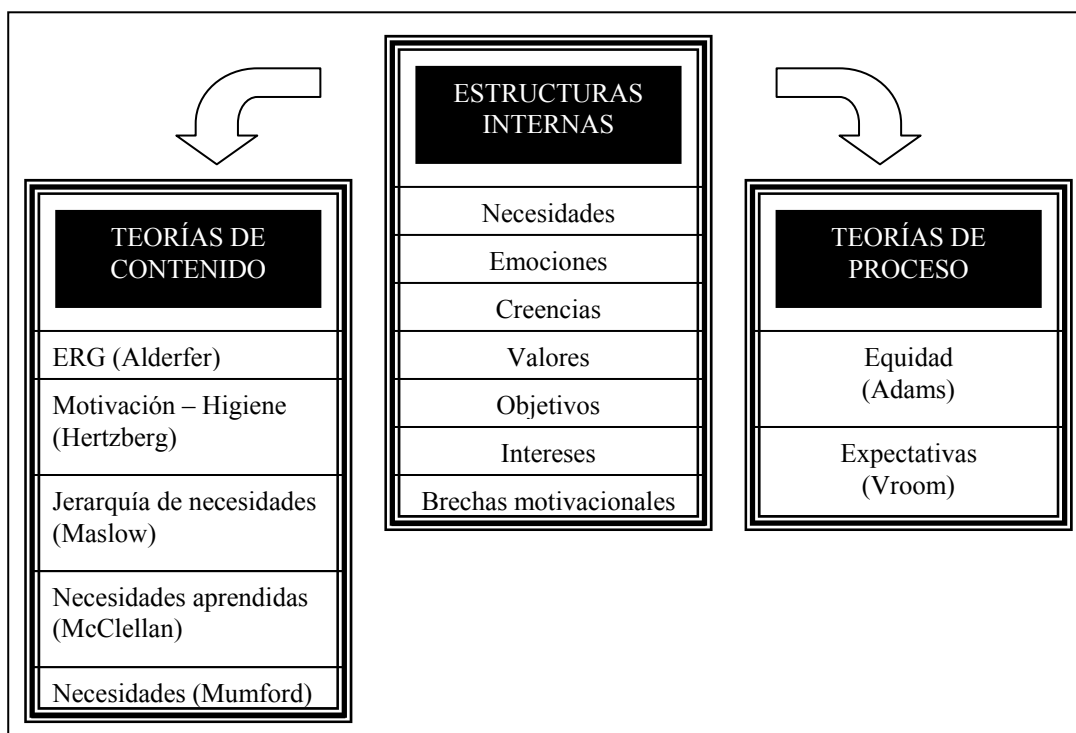 ESTRUCTURAS
INTERNAS
Necesidades
Emociones
Creencias
Valores
Objetivos
Intereses
Brechas motivacionales
TEORÍAS DE
CONTENIDO
ERG (Alderfer)
Motivación – Higiene
(Hertzberg)
Jerarquía de necesidades
(Maslow)
Necesidades aprendidas
(McClellan)
Necesidades (Mumford)
TEORÍAS DE
PROCESO
Equidad
(Adams)
Expectativas
(Vroom)